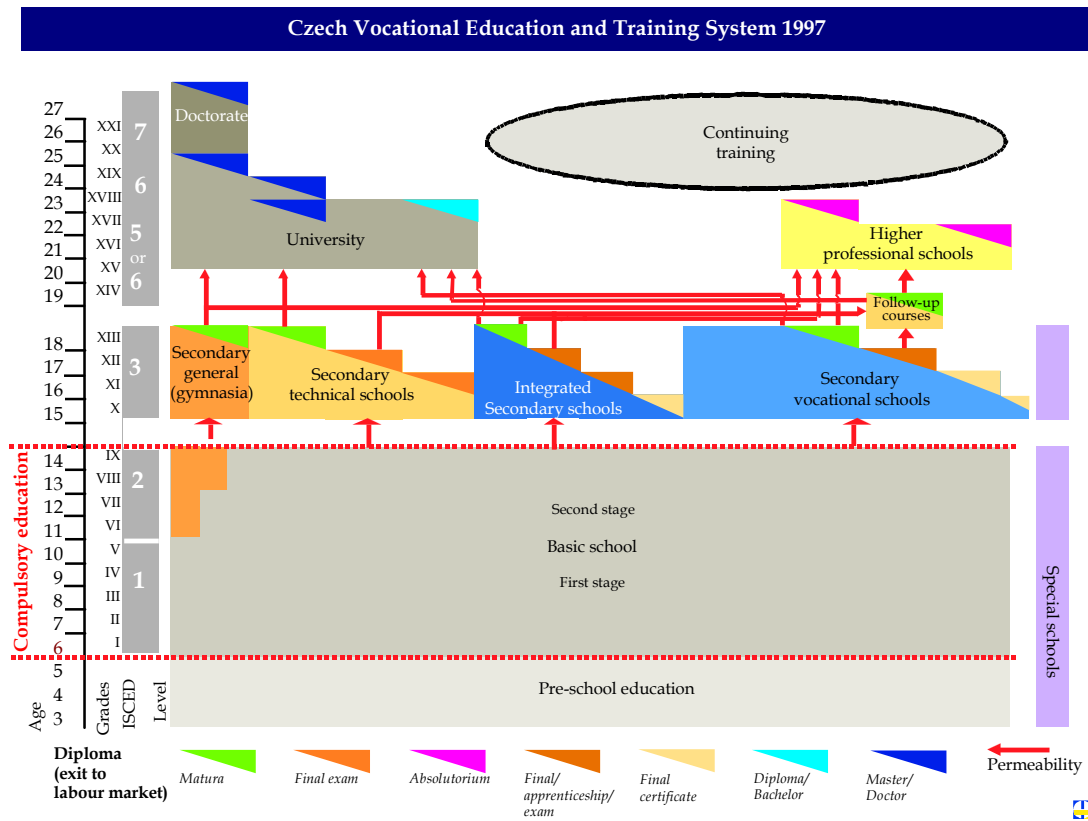 Czech Vocational Education and Training System 1997
27
26
25
24
23
22
21
20
19
18
17
16
15
14
13
12
11
10
9
8
7
6
5
4
3
Age
XXI
XX
XIX
XVIII
XVII
XVI
XV
XIV
XIII
XII
XI
X
IX
VIII
VII
VI
V
IV
III
II
I
Grades
7
6
5
or
6
3
2
1
ISCED
Level
Compulsory education
Doctorate
University
Continuing
training
Higher
professional schools
Follow-up
courses
Secondary
general
(gymnasia)
Secondary
technical schools
Integrated
Secondary schools
Secondary
vocational schools
Second stage
Basic school
First stage
Pre-school education
Special schools
Diploma
(exit to
labour market)
Matura
Final exam
Absolutorium
Final/
apprenticeship/
exam
Final
certificate
Diploma/
Bachelor
Master/
Doctor
Permeability